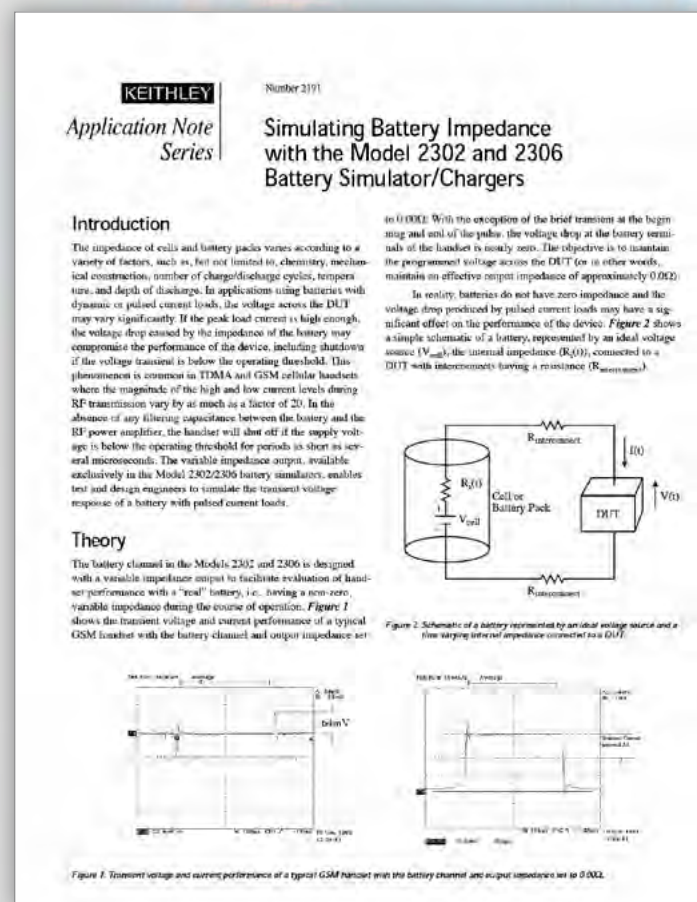 KEITHLEY
Number 2191
Application Note
Series
Simulating Battery Impedance
with the Model 2302 and 2306
Battery Simulator/Chargers
Introduction
The impedance of cells and battery packs varies according to a
variety of factors, such as, but not limited to, chemistry, mechan-
ical construction, number of charge/discharge cycles, tempera
ture, and depth of discharge. In applications using batteries with
dynamic or pulsed current loads, the voltage across the DUT
may vary significantly. If the peak load current is high enough,
the voltage drop caused by the impedance of the battery may
compromise the performance of the device, including shutdown
if the voltage transient is below the operating threshold. This
phenomenon is common in TDMA and GSM cellular handsets
where the magnitude of the high and low current levels during
RF transmission vary by as much as a factor of 20. In the
absence of any filtering capacitance between the battery and the
RF power amplifier, the handset will shut off if the supply volt-
age is below the operating threshold for periods as short as sev-
eral microseconds. The variable impedance output, available
exclusively in the Model 2302/2306 battery simulators, enables
test and design engineers to simulate the transient voltage
response of a battery with pulsed current loads.
Theory
The battery channel in the Models 2302 and 2306 is designed
with a variable impedance output to facilitate evaluation of hand-
set performance with a "real" battery, i.e., having a non-zero,
variable impedance during the course of operation. Figure 1
shows the transient voltage and current performance of a typical
GSM handset with the battery channel and output impedance set
to 0.00Ω. With the exception of the brief transient at the begin
ning and end of the pulse, the voltage drop at the battery termi-
nals of the handset is nearly zero. The objective is to maintain
the programmed voltage across the DUT (or in other words,
maintain an effective output impedance of approximately 0.0Ω).
In reality, batteries do not have zero impedance and the
voltage drop produced by pulsed current loads may have a sig-
nificant effect on the performance of the device. Figure 2 shows
a simple schematic of a battery, represented by an ideal voltage
source (Vcell), the internal impedance (Ri(t)), connected to a
DUT with interconnects having a resistance (Rinterconnect).
Rinterconnect
I(t)
Ri(t)
Vcell
Cell or
Battery Pack
DUT
V(t)
Rinterconnect
Figure 2. Schematic of a battery represented by an ideal voltage source and a
time varying internal impedance connected to a DUT.
Average
Average
Figure 1. Transient voltage and current performance of a typical GSM handset with the battery channel and output impedance set to 0.00Ω.